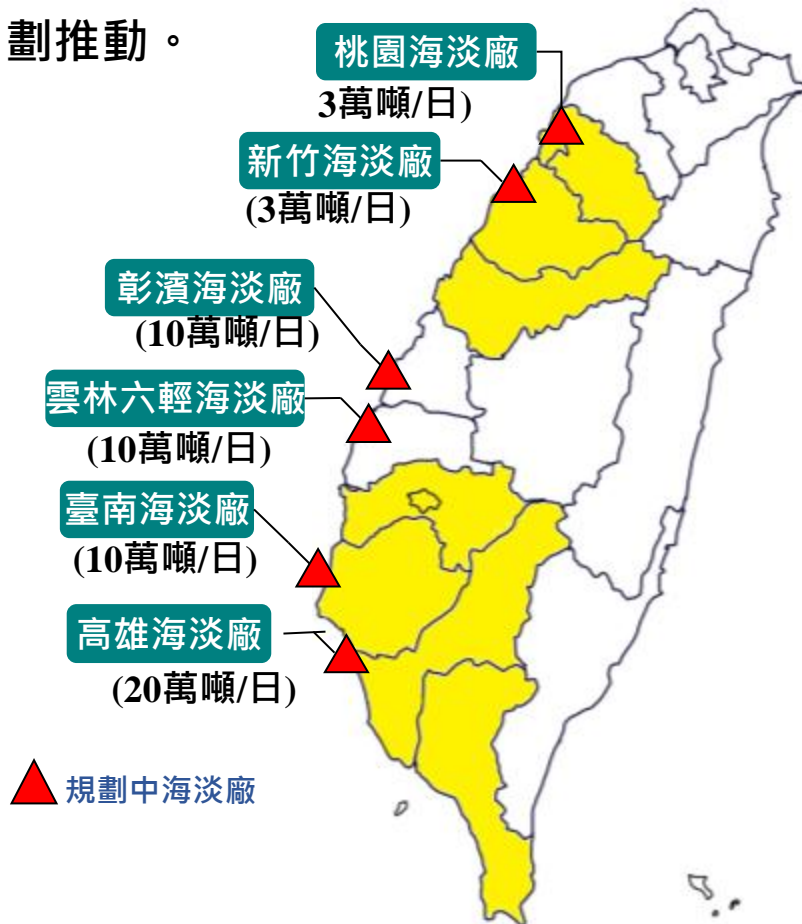 劃推動。
桃園海淡廠
3萬噸/日)
新竹海淡廠
(3萬噸/日)
彰濱海淡廠
(10萬噸/日)
雲林六輕海淡廠
(10萬噸/日)
臺南海淡廠
(10萬噸/日)
高雄海淡廠
(20萬噸/日)
規劃中海淡廠